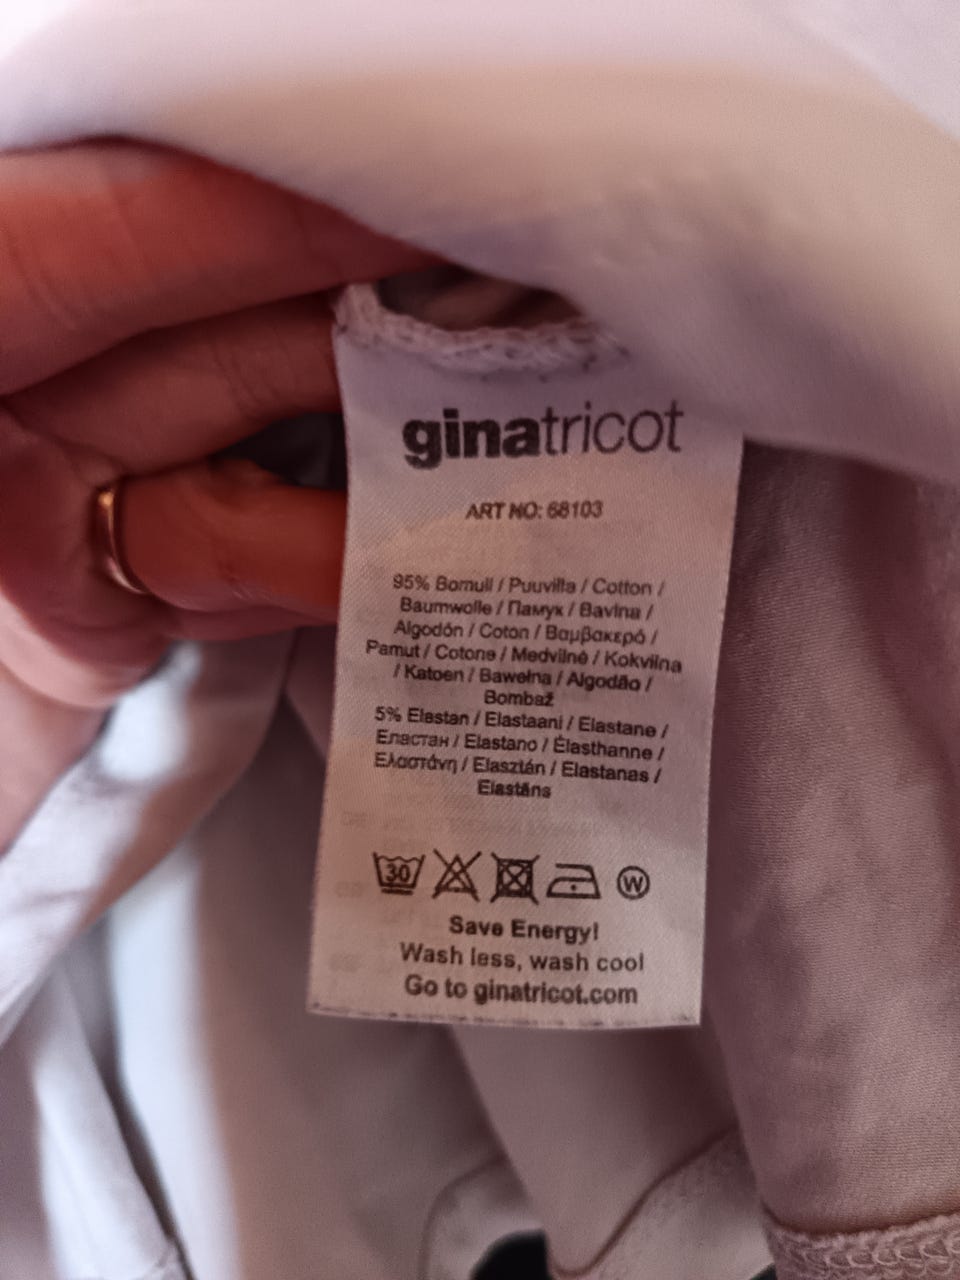 ginatricot
ART NO: 68103
95% Bomull / Puuvilla / Cotton /
Baumwolle / Памук / Bavlna /
Algodón / Coton / Βαμβακερό /
Pamut / Cotone / Medvilnė / Kokvilna
/ Katoen / Bawełna / Algodão /
Bombaž
5% Elastan / Elastaani / Elastane /
Еластан / Elastano / Élasthanne /
Ελαστάνη / Elasztán / Elastanas /
Elastāns
30 W
Save Energy!
Wash less, wash cool
Go to ginatricot.com